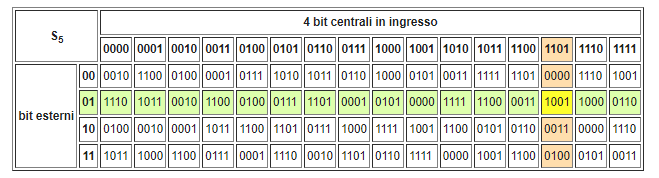 S5 4 bit centrali in ingresso
0000 0001 0010 0011 0100 0101 0110 0111 1000 1001 1010 1011 1100 1101 1110 1111
bit esterni 00 0010 1100 0100 0001 0111 1010 1011 0110 1000 0101 0011 1111 1101 0000 1110 1001
01 1110 1011 0010 1100 0100 0111 1101 0001 0101 0000 1111 1100 0011 1001 1000 0110
10 0100 0010 0001 1011 1100 1101 0111 1000 1111 1001 1100 0101 0110 0011 0000 1110
11 1011 1000 1100 0111 0001 1110 0010 1101 0110 1111 0000 1001 1100 0100 0101 0011